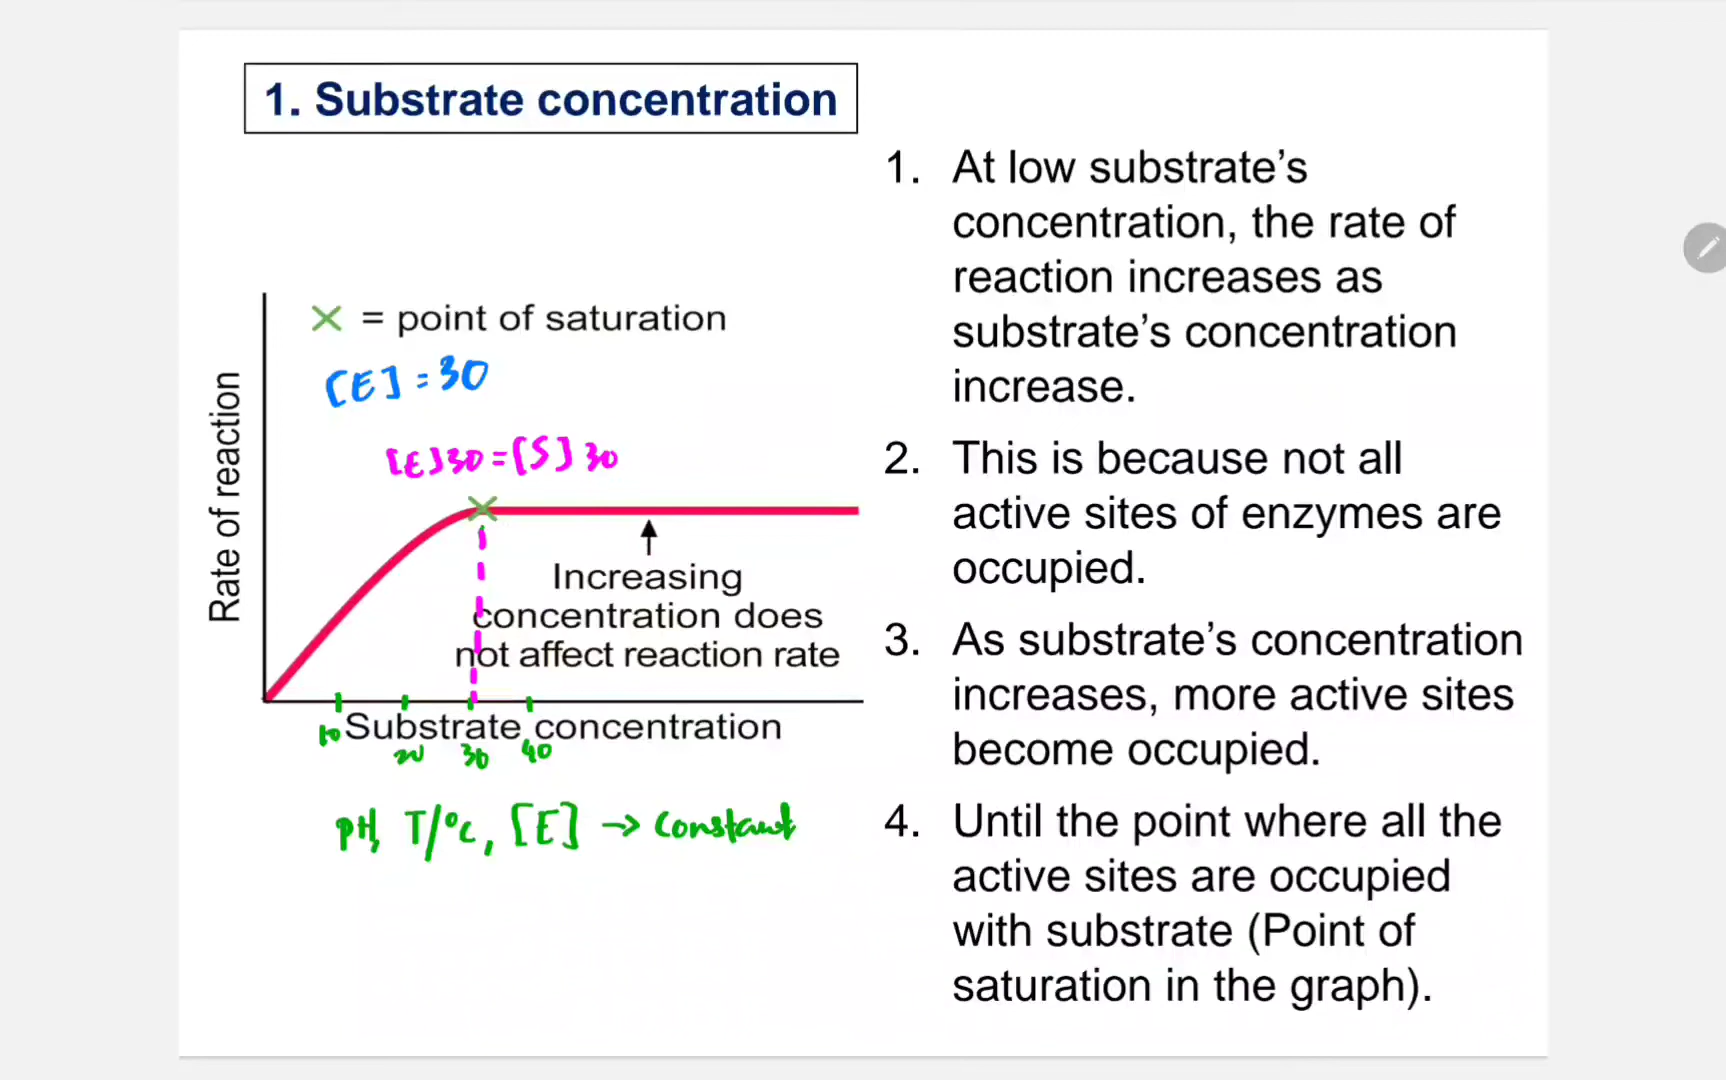 1. Substrate concentration
1. At low substrate’s
concentration, the rate of
reaction increases as
substrate’s concentration
increase.
2. This is because not all
active sites of enzymes are
occupied.
3. As substrate’s concentration
increases, more active sites
become occupied.
4. Until the point where all the
active sites are occupied
with substrate (Point of
saturation in the graph).
× = point of saturation
[E] = 30
[E] 30 = [S] 30
Rate of reaction
Increasing
concentration does
not affect reaction rate
Substrate concentration
10 20 30 40
pH, T/°C, [E] → constant